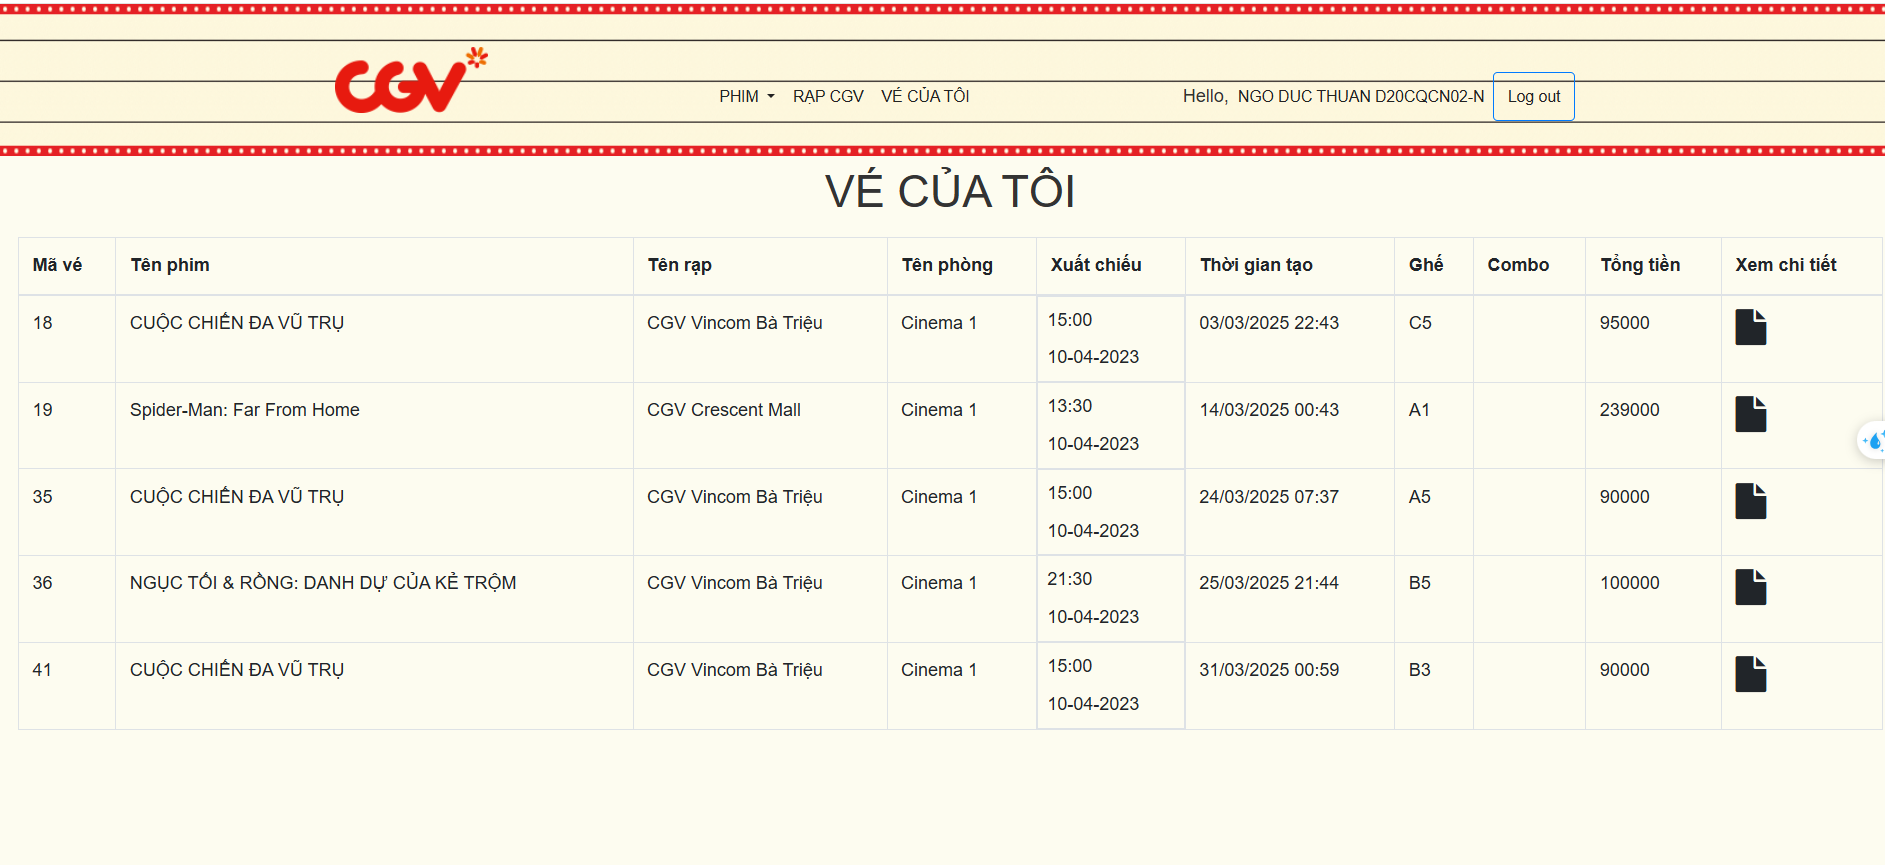 CGV
PHIM RẠP CGV VÉ CỦA TÔI Hello, NGO DUC THUAN D20CQCN02-N Log out
VÉ CỦA TÔI
Mã vé Tên phim Tên rạp Tên phòng Xuất chiếu Thời gian tạo Ghế Combo Tổng tiền Xem chi tiết
18 CUỘC CHIẾN ĐA VŨ TRỤ CGV Vincom Bà Triệu Cinema 1 15:00 03/03/2025 22:43 C5 95000
10-04-2023
19 Spider-Man: Far From Home CGV Crescent Mall Cinema 1 13:30 14/03/2025 00:43 A1 239000
10-04-2023
35 CUỘC CHIẾN ĐA VŨ TRỤ CGV Vincom Bà Triệu Cinema 1 15:00 24/03/2025 07:37 A5 90000
10-04-2023
36 NGỤC TỐI & RỒNG: DANH DỰ CỦA KẺ TRỘM CGV Vincom Bà Triệu Cinema 1 21:30 25/03/2025 21:44 B5 100000
10-04-2023
41 CUỘC CHIẾN ĐA VŨ TRỤ CGV Vincom Bà Triệu Cinema 1 15:00 31/03/2025 00:59 B3 90000
10-04-2023